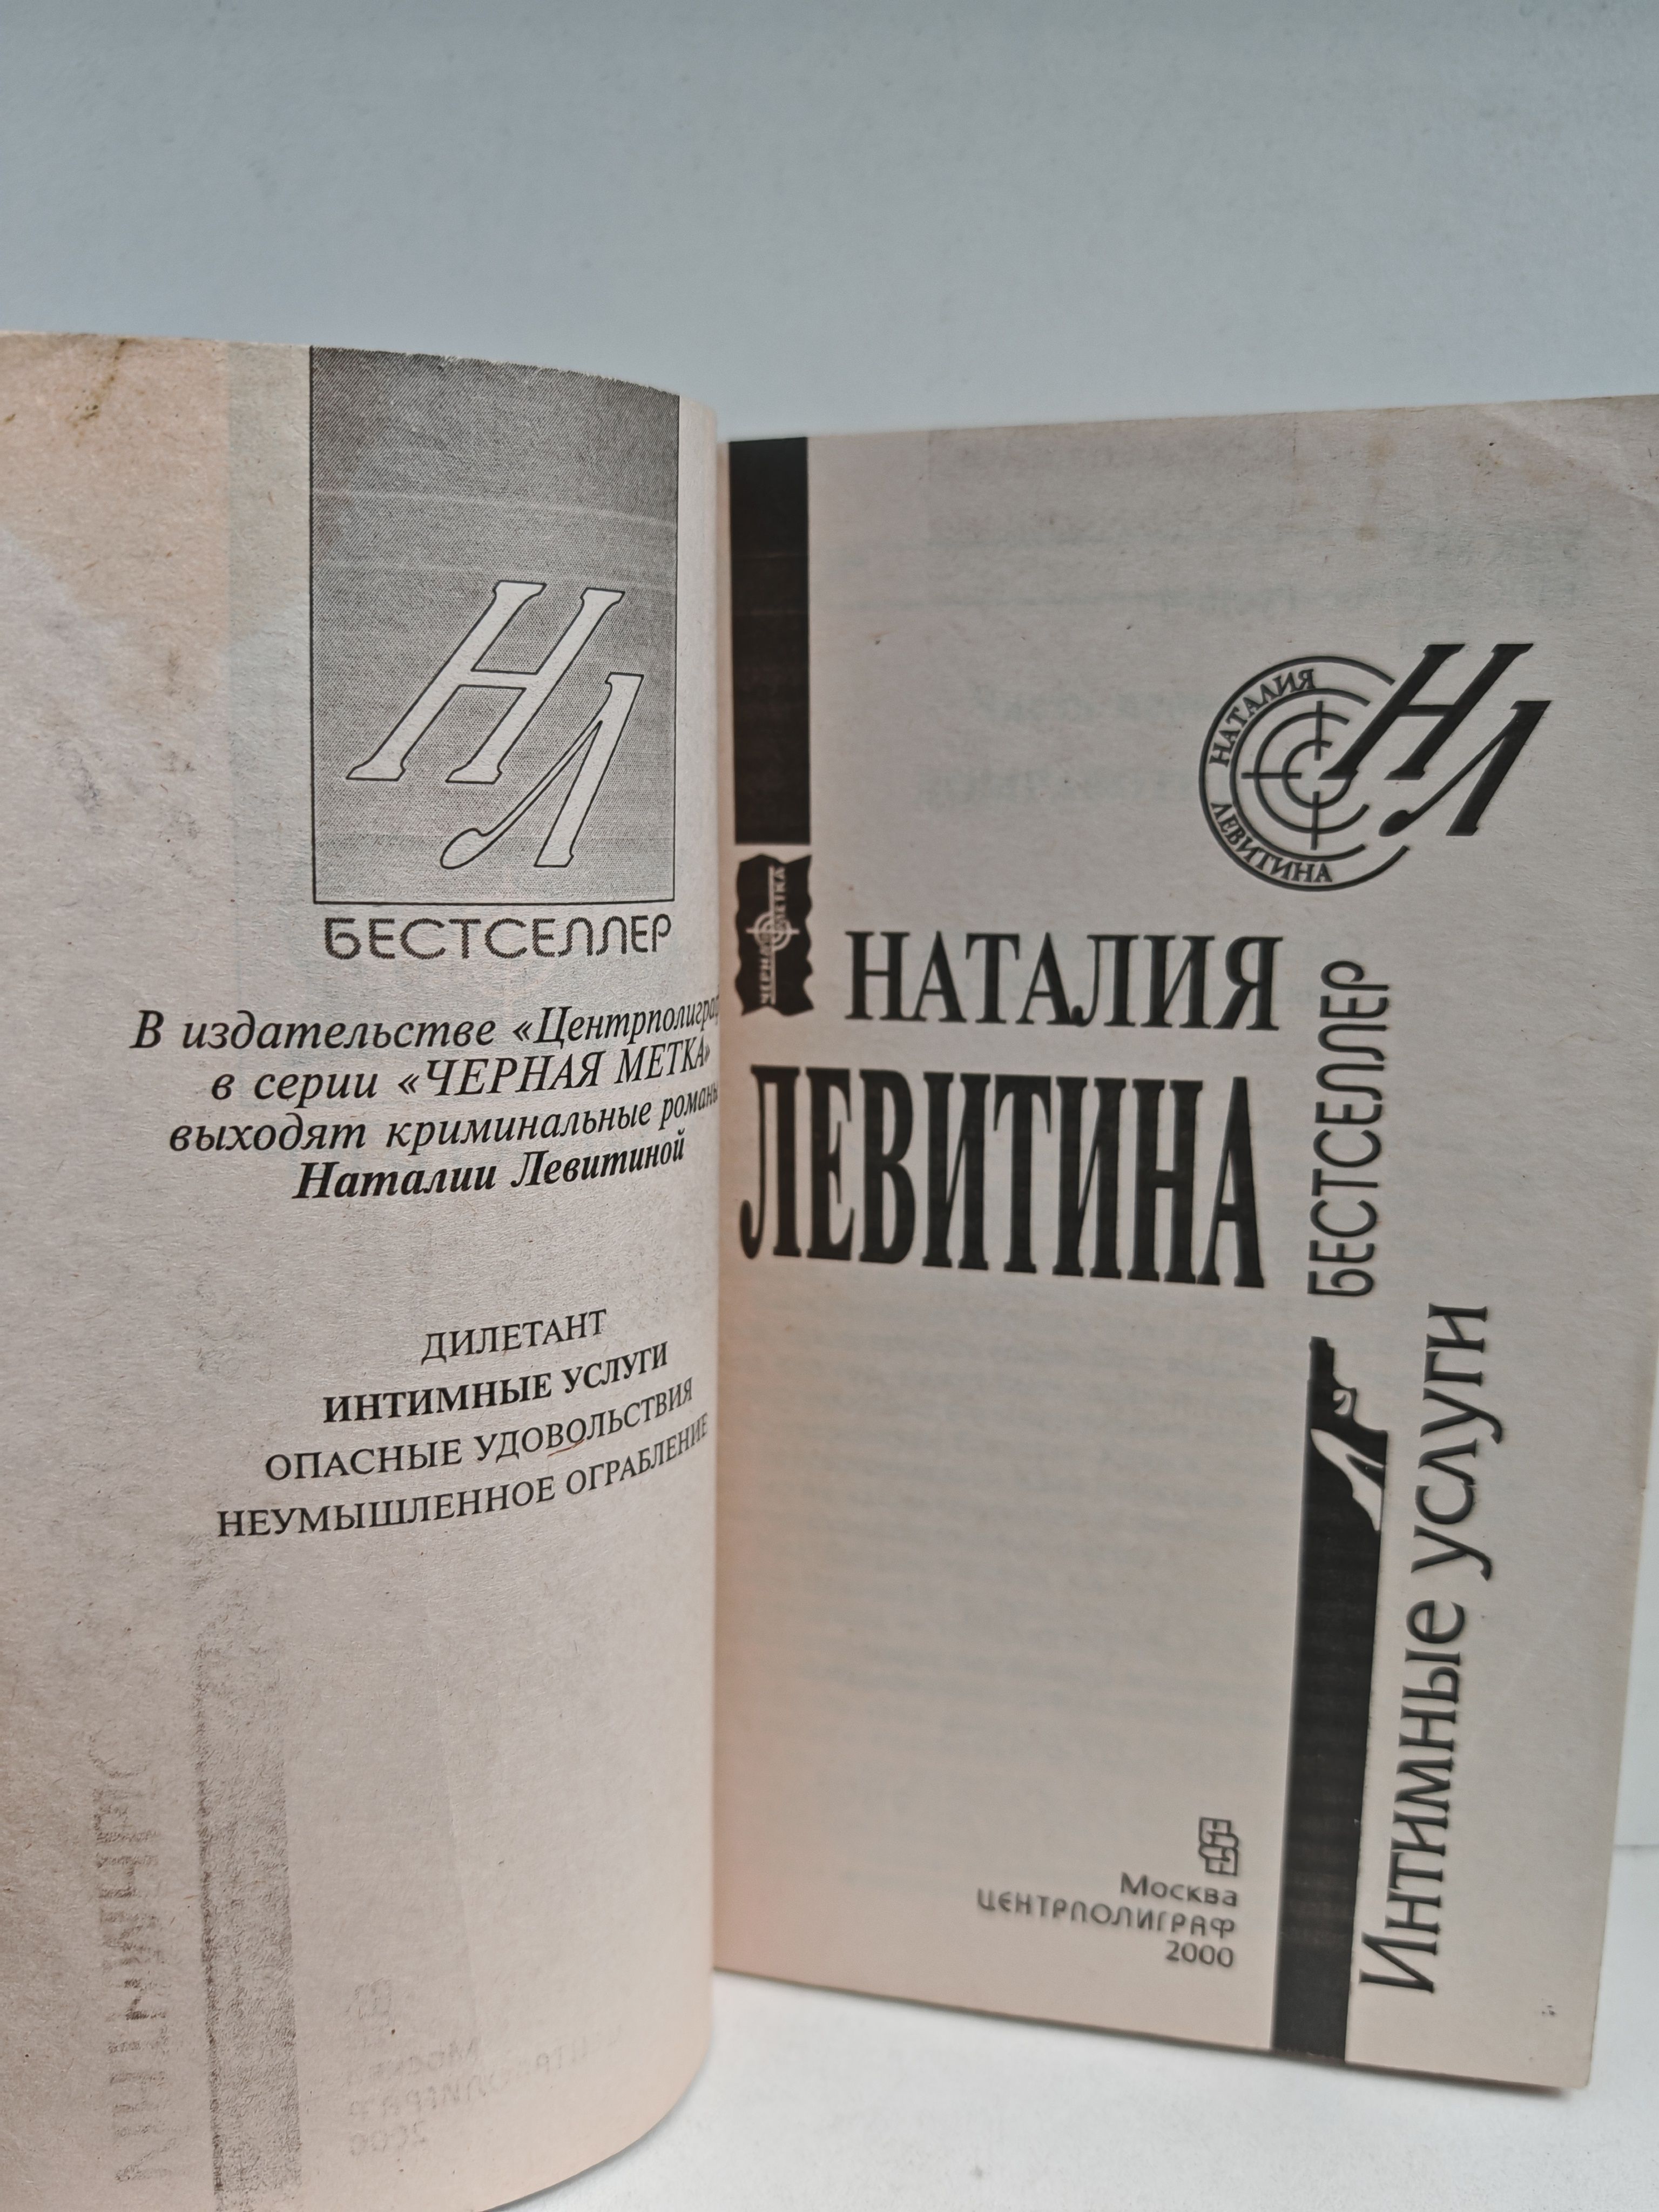 НЛ
БЕСТСЕЛЛЕР
В издательстве «Центрполиграф
в серии «ЧЕРНАЯ МЕТКА»
выходят криминальные романы
Наталии Левитиной
ДИЛЕТАНТ
ИНТИМНЫЕ УСЛУГИ
ОПАСНЫЕ УДОВОЛЬСТВИЯ
НЕУМЫШЛЕННОЕ ОГРАБЛЕНИЕ
НАТАЛИЯ
ЛЕВИТИНА
НЛ
ЧЕРНАЯ МЕТКА
НАТАЛИЯ
ЛЕВИТИНА
БЕСТСЕЛЛЕР
Интимные услуги
Москва
ЦЕНТРПОЛИГРАФ
2000